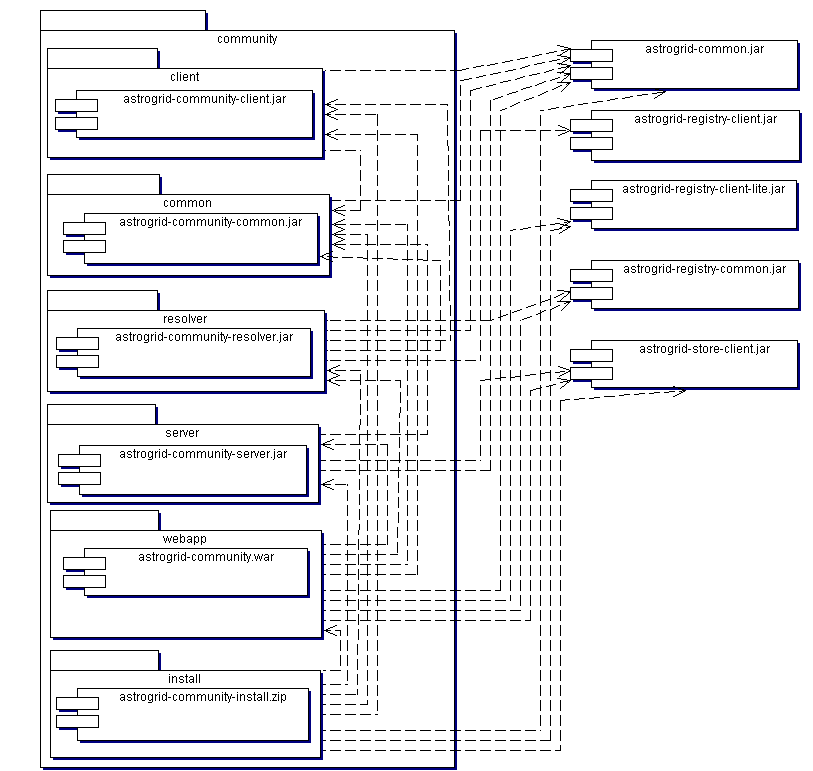 community
client
astrogrid-community-client.jar
common
astrogrid-community-common.jar
resolver
astrogrid-community-resolver.jar
server
astrogrid-community-server.jar
webapp
astrogrid-community.war
install
astrogrid-community-install.zip
astrogrid-common.jar
astrogrid-registry-client.jar
astrogrid-registry-client-lite.jar
astrogrid-registry-common.jar
astrogrid-store-client.jar